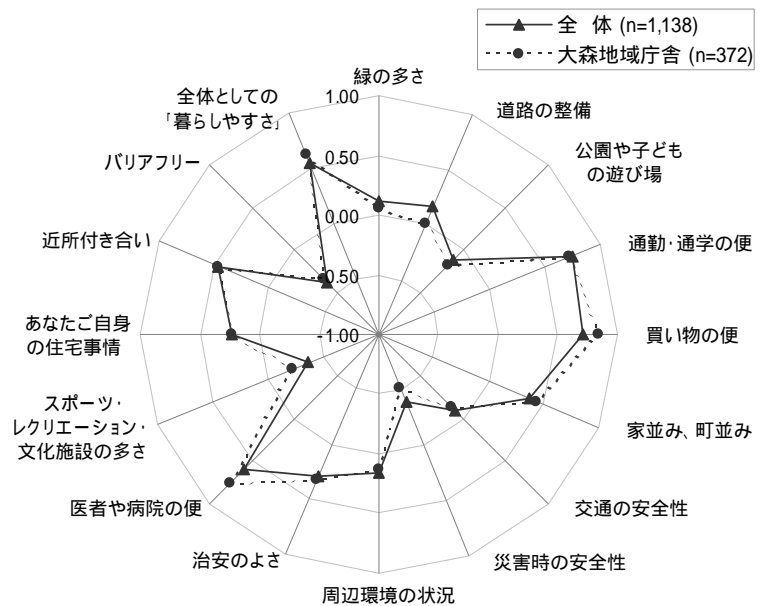 全 体 (n=1,138)
大森地域庁舎 (n=372)
緑の多さ
道路の整備
公園や子ども
の遊び場
通勤・通学の便
買い物の便
家並み、町並み
交通の安全性
災害時の安全性
周辺環境の状況
治安のよさ
医者や病院の便
スポーツ・
レクリエーション・
文化施設の多さ
あなたご自身
の住宅事情
近所付き合い
バリアフリー
全体としての
「暮らしやすさ」
1.00
0.50
0.00
-0.50
-1.00